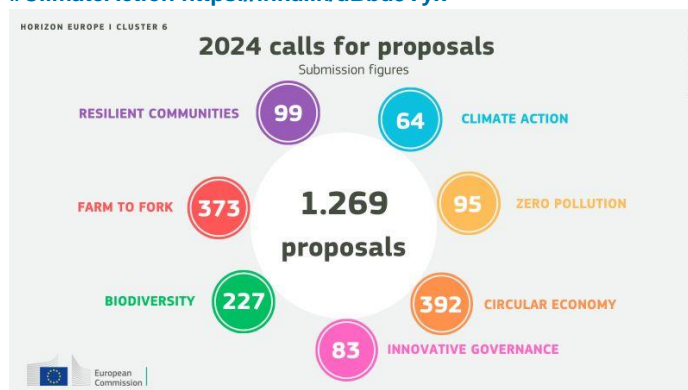 HORIZON EUROPE I CLUSTER 6
2024 calls for proposals
Submission figures
RESILIENT COMMUNITIES 99
64 CLIMATE ACTION
FARM TO FORK 373
1.269
proposals
95 ZERO POLLUTION
BIODIVERSITY 227
392 CIRCULAR ECONOMY
83 INNOVATIVE GOVERNANCE
European
Commission